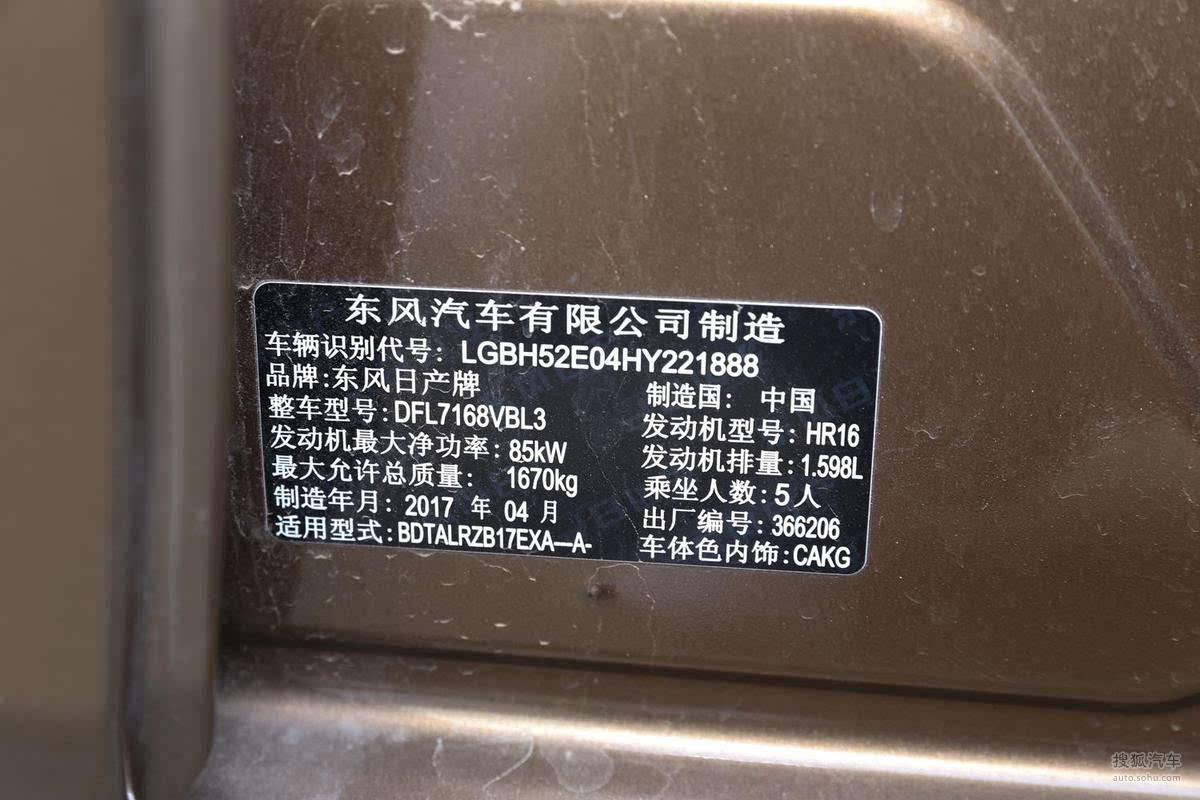 东风汽车有限公司制造
车辆识别代号: LGBH52E04HY221888
品牌:东风日产牌 制造国: 中国
整车型号:DFL7168VBL3 发动机型号:HR16
发动机最大净功率:85kW 发动机排量:1.598L
最大允许总质量: 1670kg 乘坐人数:5人
制造年月: 2017 年 04 月 出厂编号:366206
适用型式:BDTALRZB17EXA—A- 车体色内饰:CAKG
搜狐汽车
auto.sohu.com